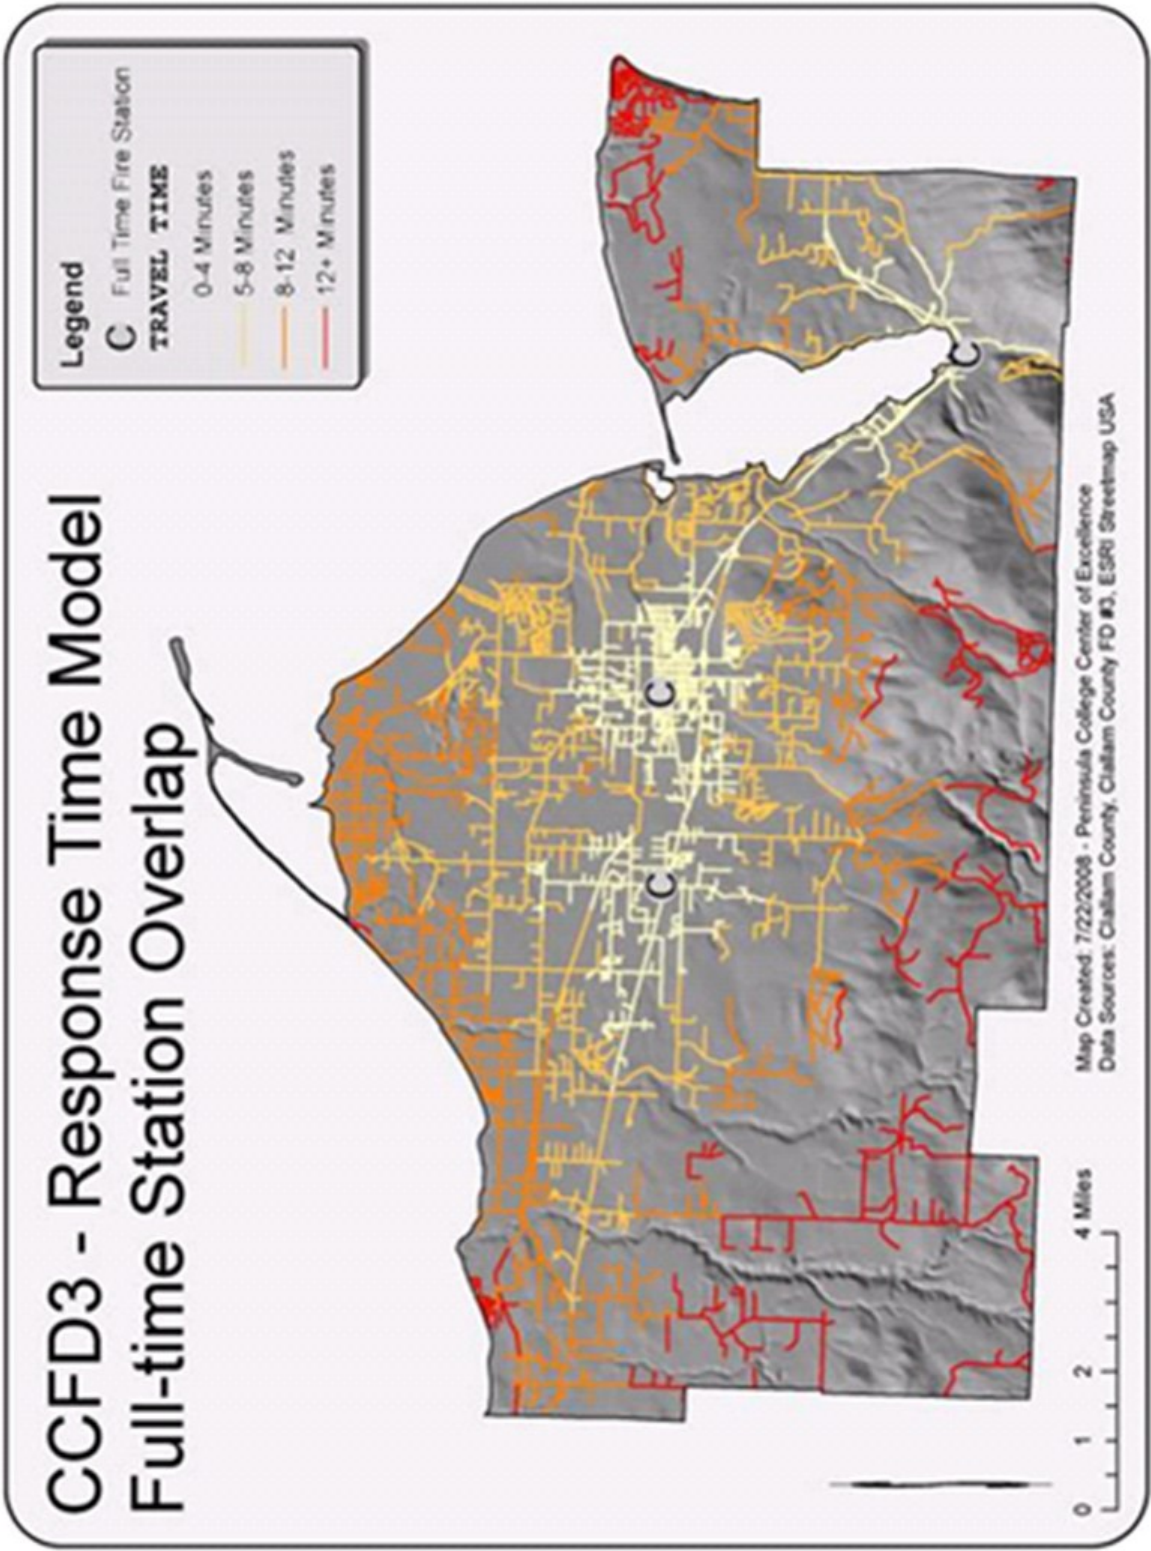 CCFD3 - Response Time Model
Full-time Station Overlap
Legend
C Full Time Fire Station
TRAVEL TIME
0-4 Minutes
5-8 Minutes
8-12 Minutes
12+ Minutes
C
C
C
0 1 2 4 Miles
Map Created: 7/22/2008 - Peninsula College Center of Excellence
Data Sources: Clallam County, Clallam County FD #3, ESRI Streetmap USA